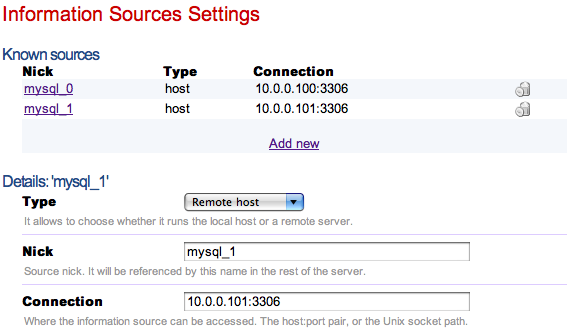 Information Sources Settings
Known sources
Nick Type Connection
mysql_0 host 10.0.0.100:3306
mysql_1 host 10.0.0.101:3306
Add new
Details: 'mysql_1'
Type Remote host
It allows to choose whether it runs the local host or a remote server.
Nick mysql_1
Source nick. It will be referenced by this name in the rest of the server.
Connection 10.0.0.101:3306
Where the information source can be accessed. The host:port pair, or the Unix socket path.